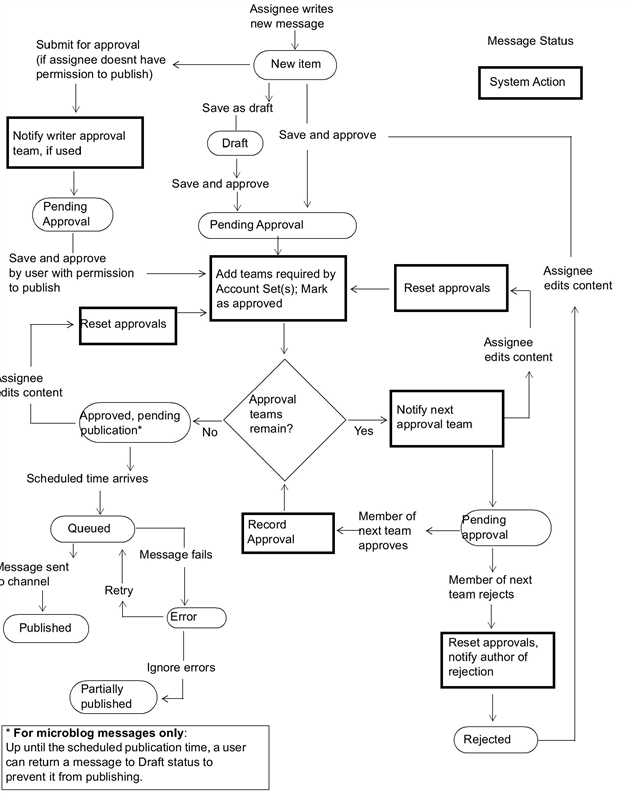 Assignee writes
new message
Message Status
System Action
Submit for approval
(if assignee doesnt have
permission to publish)
New item
Save as draft
Notify writer approval
team, if used
Draft
Save and approve
Save and approve
Pending
Approval
Pending Approval
Save and approve
by user with permission
to publish
Add teams required by
Account Set(s); Mark
as approved
Reset approvals
Assignee
edits content
Reset approvals
Assignee
edits content
Assignee
edits content
Approved, pending
publication*
No
Approval
teams
remain?
Yes
Notify next
approval team
Scheduled time arrives
Queued
Record
Approval
Member of
next team
approves
Pending
approval
Message fails
Message sent
to channel
Retry
Member of next
team rejects
Published
Error
Ignore errors
Reset approvals,
notify author of
rejection
Partially
published
Rejected
* For microblog messages only:
Up until the scheduled publication time, a user
can return a message to Draft status to
prevent it from publishing.